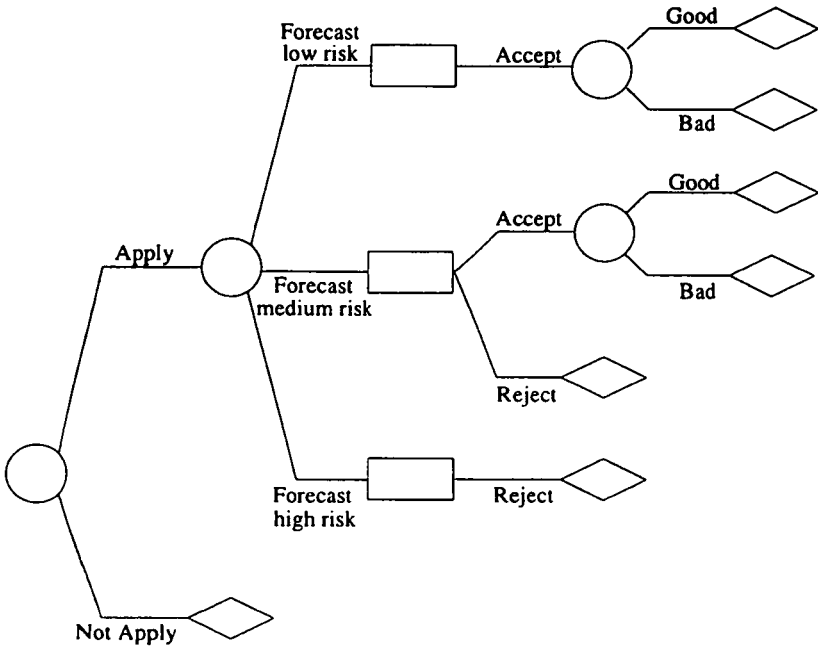 Good
Forecast
low risk
Accept
Bad
Good
Accept
Apply
Forecast
medium risk
Bad
Reject
Forecast
high risk
Reject
Not Apply